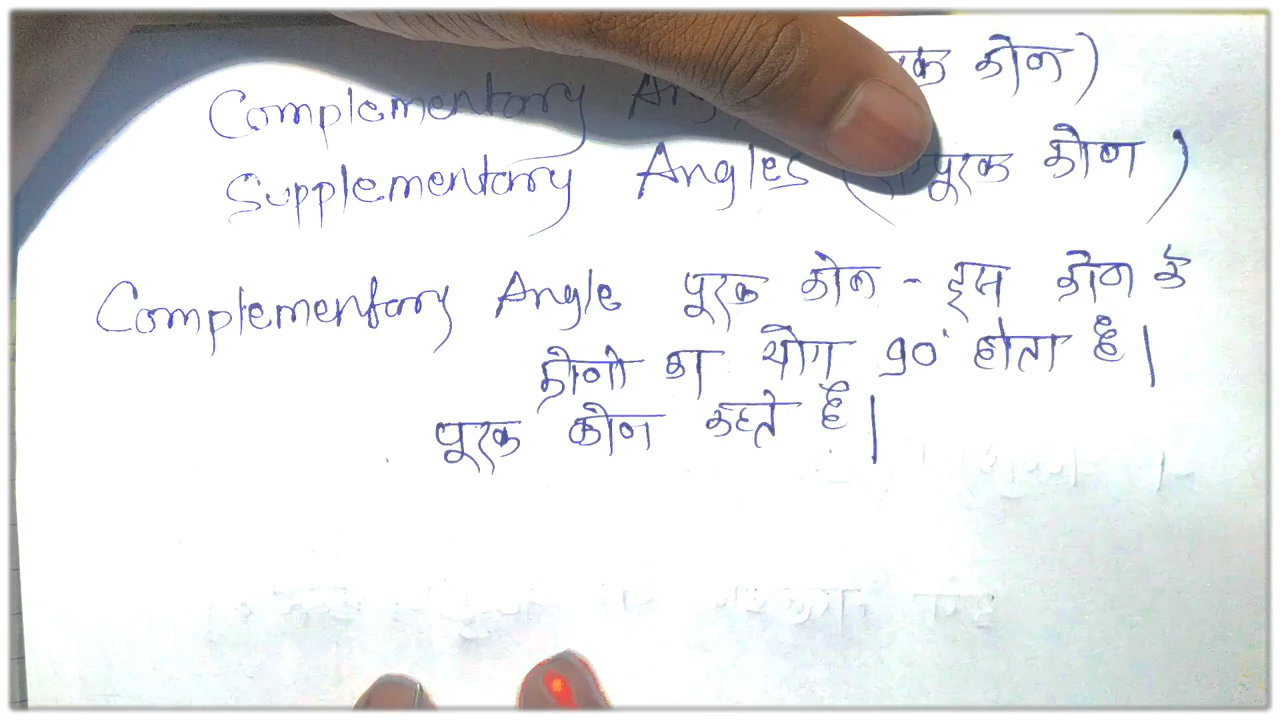 Complementary कोण)
Supplementary Angles ( कोण )
Complementary Angle पूरक कोण - इस कोण के
कोणो का योग 90° होता है।
पूरक कोण कहते है।